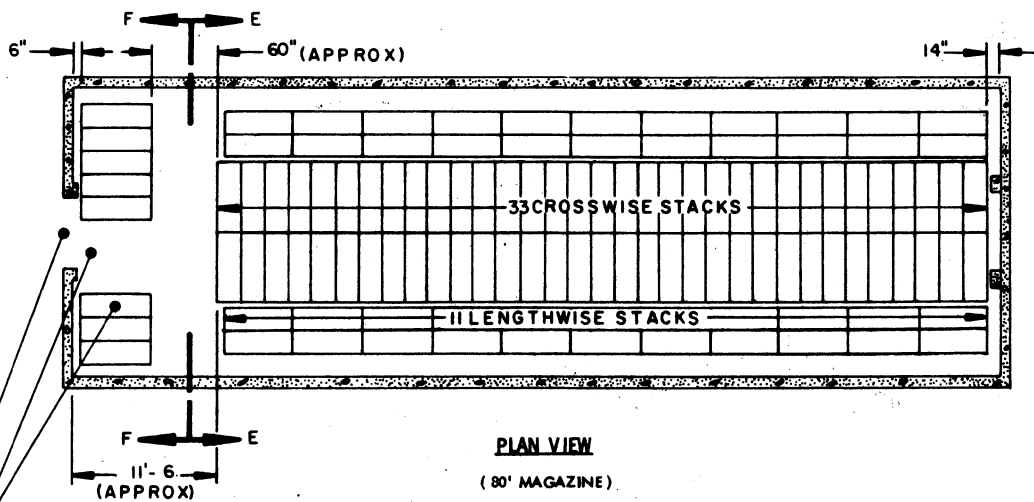 F E
6" 60" (APPROX) 14"
33 CROSSWISE STACKS
11 LENGTHWISE STACKS
F E
11'-6
(APPROX)
PLAN VIEW
(80' MAGAZINE)